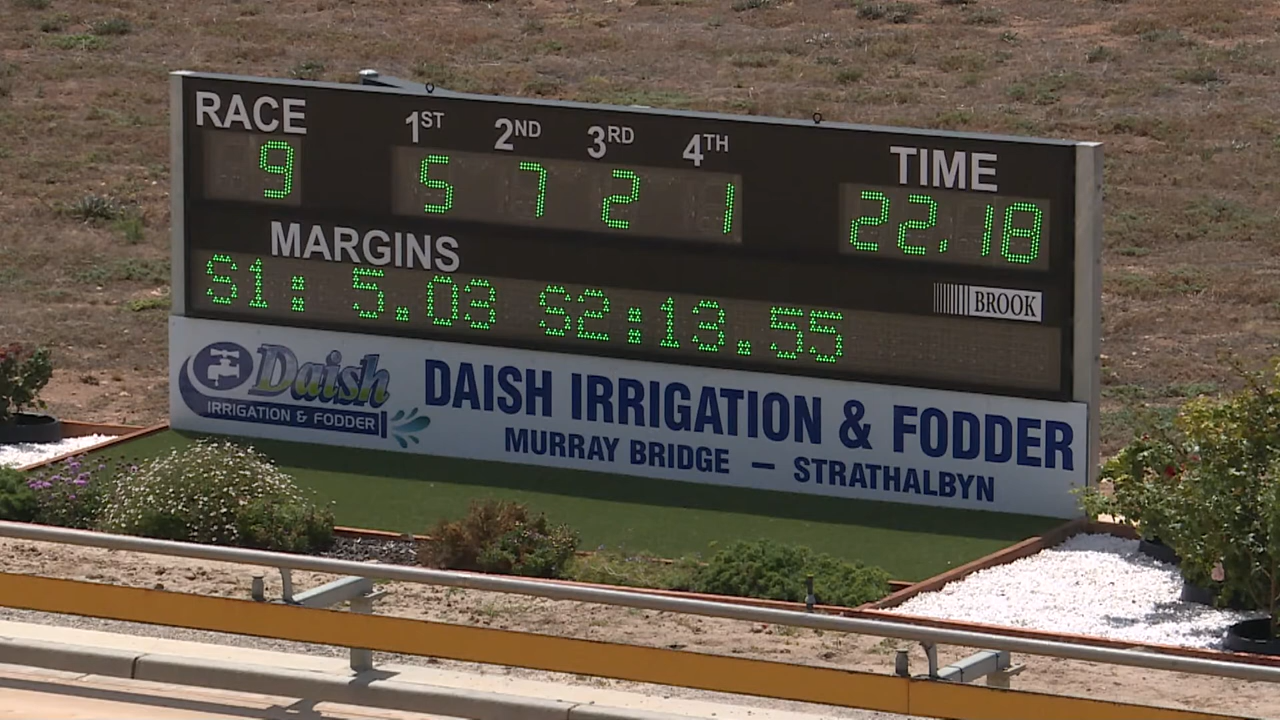 RACE 1ST 2ND 3RD 4TH TIME
9 5 7 2 1 22.18
MARGINS
S1: 5.03 S2:13.55
BROOK
Daish
IRRIGATION & FODDER
DAISH IRRIGATION & FODDER
MURRAY BRIDGE – STRATHALBYN